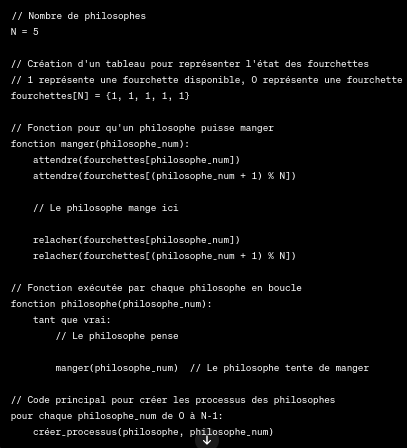 // Nombre de philosophes
N = 5
// Création d'un tableau pour représenter l'état des fourchettes
// 1 représente une fourchette disponible, 0 représente une fourchette
fourchettes[N] = {1, 1, 1, 1, 1}
// Fonction pour qu'un philosophe puisse manger
fonction manger(philosophe_num):
attendre(fourchettes[philosophe_num])
attendre(fourchettes[(philosophe_num + 1) % N])
// Le philosophe mange ici
relacher(fourchettes[philosophe_num])
relacher(fourchettes[(philosophe_num + 1) % N])
// Fonction exécutée par chaque philosophe en boucle
fonction philosophe(philosophe_num):
tant que vrai:
// Le philosophe pense
manger(philosophe_num)  // Le philosophe tente de manger
// Code principal pour créer les processus des philosophes
pour chaque philosophe_num de 0 à N-1:
créer_processus(philosophe, philosophe_num)